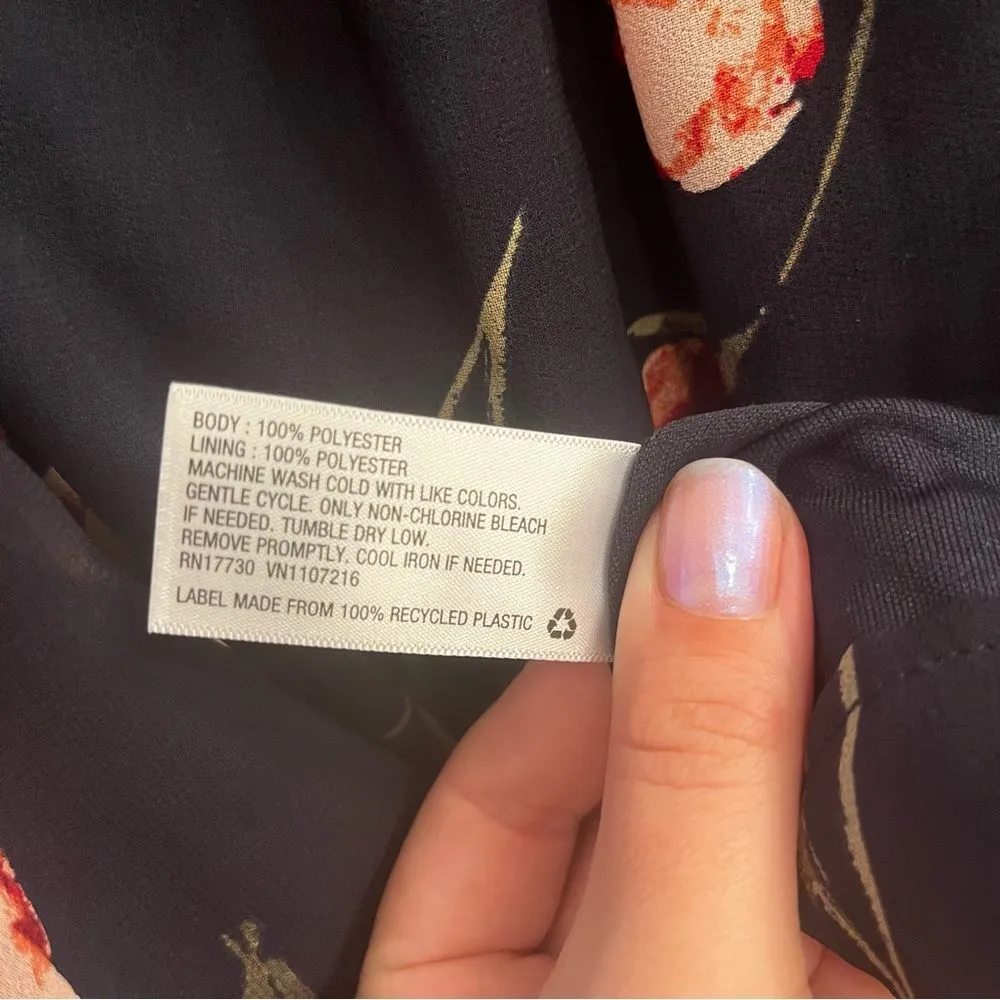 BODY : 100% POLYESTER
LINING : 100% POLYESTER
MACHINE WASH COLD WITH LIKE COLORS.
GENTLE CYCLE. ONLY NON-CHLORINE BLEACH
IF NEEDED. TUMBLE DRY LOW.
REMOVE PROMPTLY. COOL IRON IF NEEDED.
RN17730 VN1107216
LABEL MADE FROM 100% RECYCLED PLASTIC